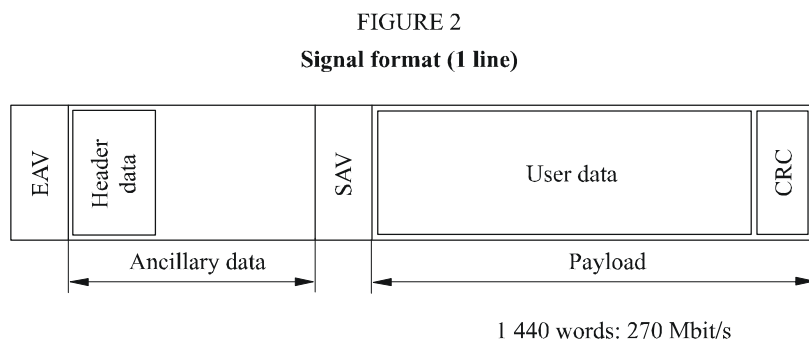 FIGURE 2
Signal format (1 line)
EAV
Header
data
SAV
User data
CRC
Ancillary data
Payload
1 440 words: 270 Mbit/s